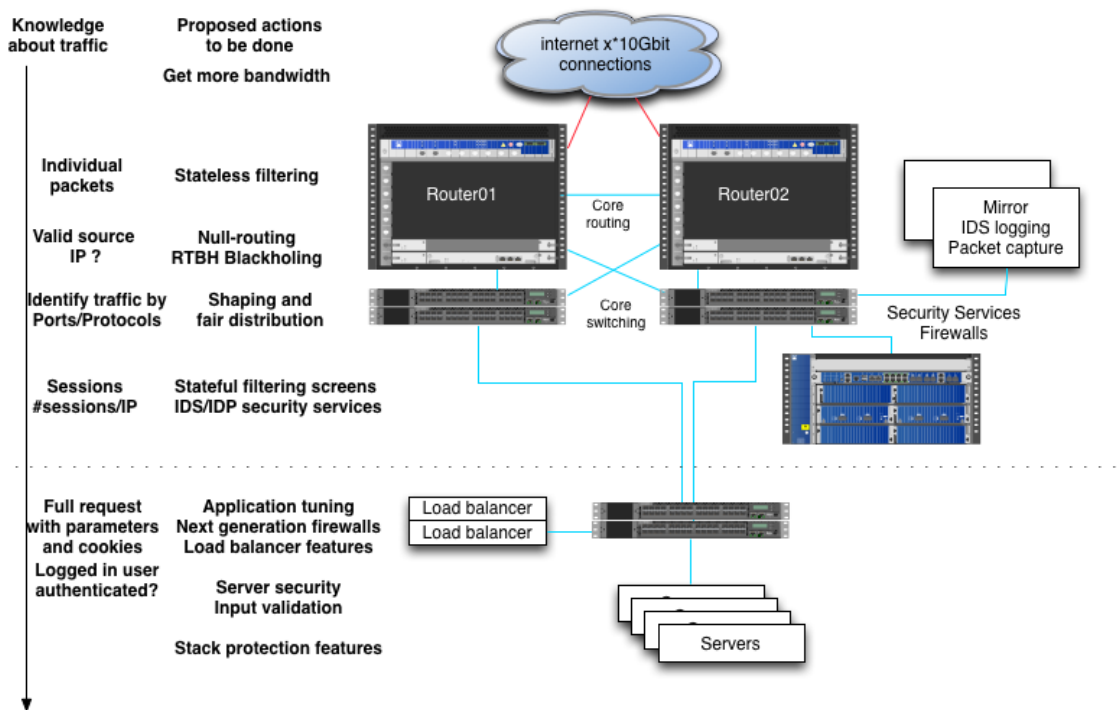 Knowledge
about traffic
Proposed actions
to be done
Get more bandwidth
internet x*10Gbit
connections
Individual
packets
Stateless filtering
Router01
Router02
Core
routing
Mirror
IDS logging
Packet capture
Valid source
IP ?
Null-routing
RTBH Blackholing
Identify traffic by
Ports/Protocols
Shaping and
fair distribution
Core
switching
Security Services
Firewalls
Sessions
#sessions/IP
Stateful filtering screens
IDS/IDP security services
Full request
with parameters
and cookies
Logged in user
authenticated?
Application tuning
Next generation firewalls
Load balancer features
Load balancer
Load balancer
Server security
Input validation
Stack protection features
Servers